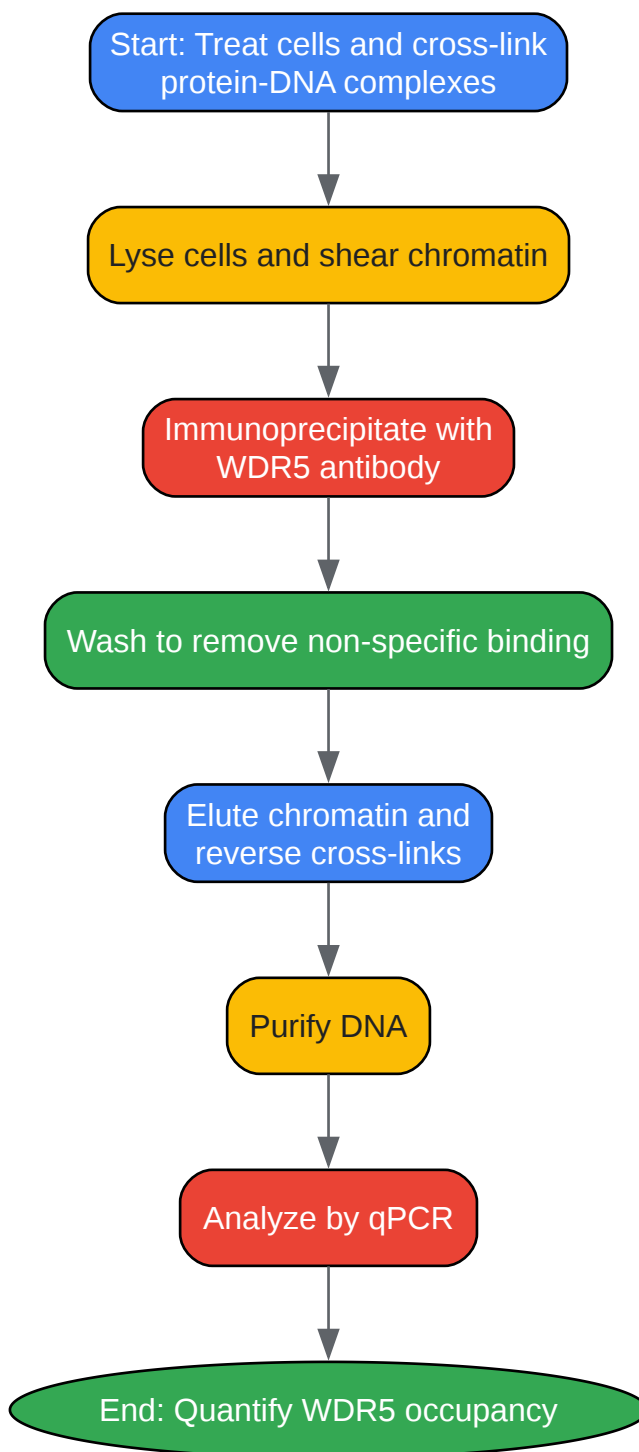 Start: Treat cells and cross-link
protein-DNA complexes
Lyse cells and shear chromatin
Immunoprecipitate with
WDR5 antibody
Wash to remove non-specific binding
Elute chromatin and
reverse cross-links
Purify DNA
Analyze by qPCR
End: Quantify WDR5 occupancy